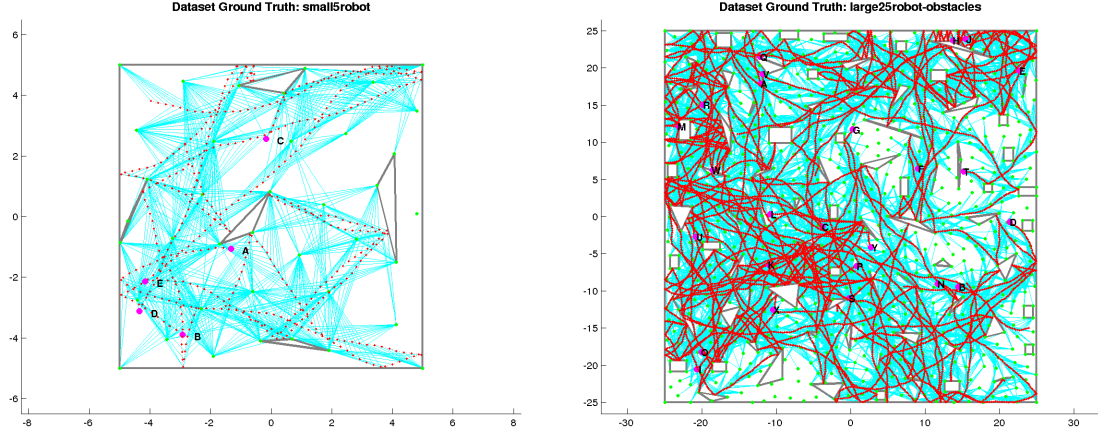 Dataset Ground Truth: small5robot
6
4
2
0
-2
-4
-6
-8
-6
-4
-2
0
2
4
6
8
C
A
E
D
B
Dataset Ground Truth: large25robot-obstacles
25
20
15
10
5
0
-5
-10
-15
-20
-25
-30
-20
-10
0
10
20
30
H
J
Q
V
A
E
R
M
G
W
F
T
L
C
D
U
Y
K
P
N
B
S
X
O